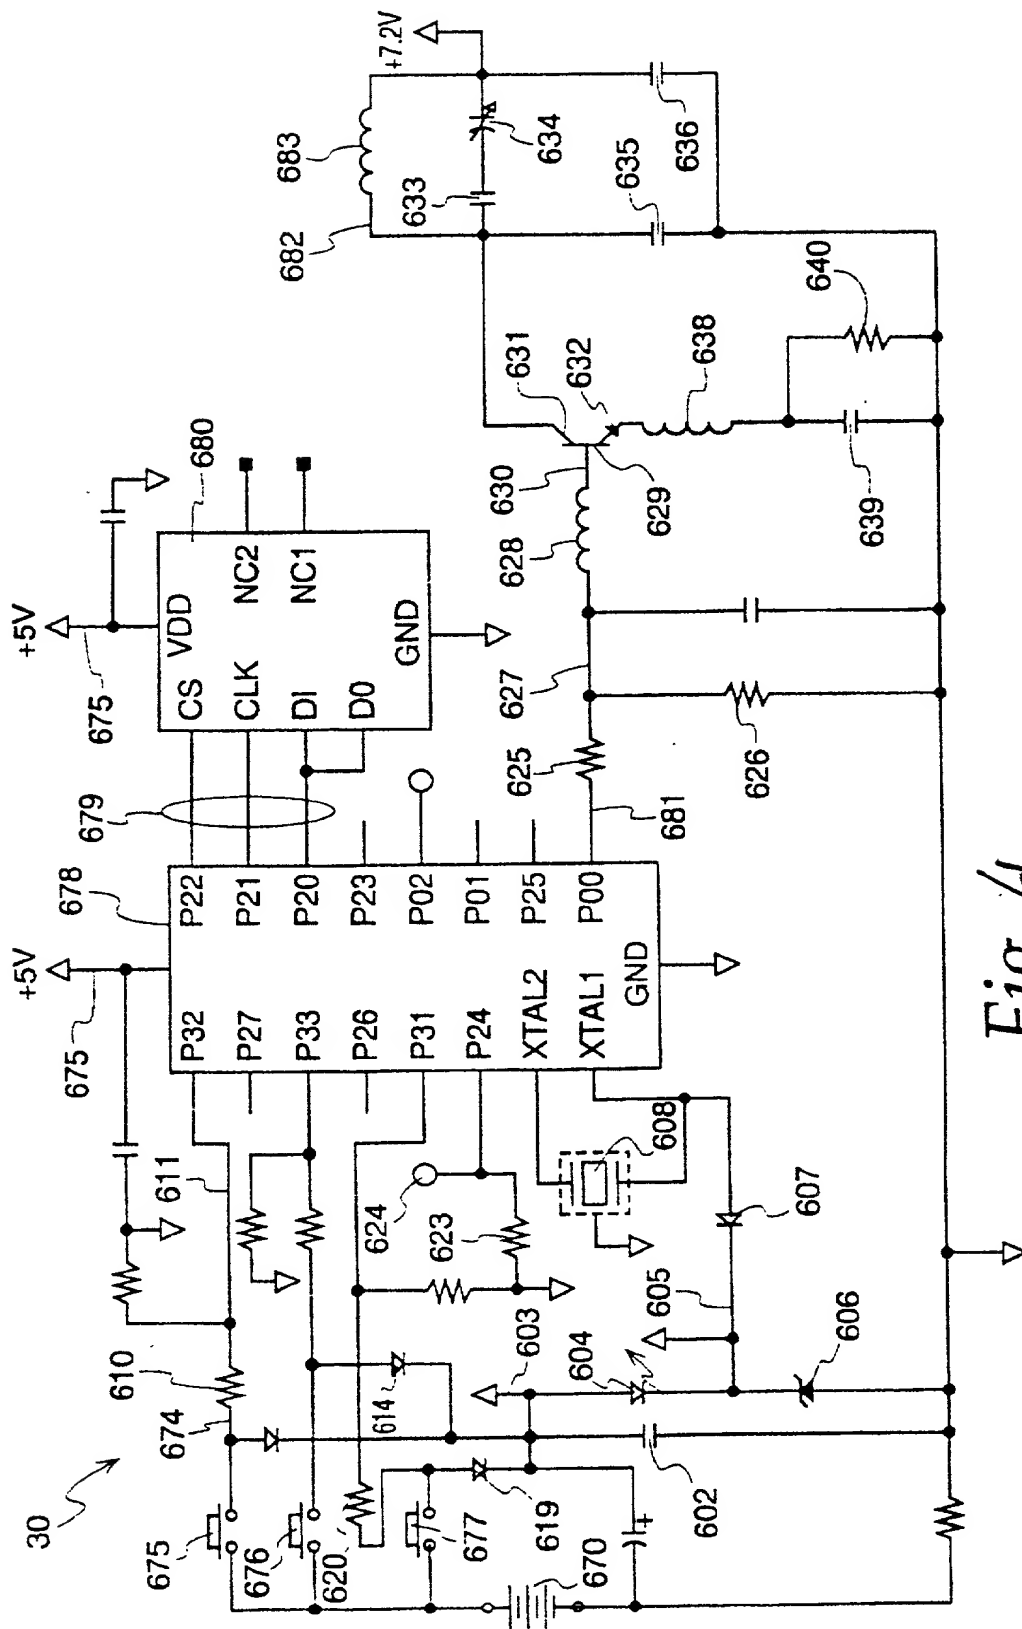 30
675
674
610
611
675
+5V
678
679
675
+5V
680
682
683
+7.2V
676
620
677
619
614
624
623
603
604
605
607
608
606
670
602
P32
P27
P33
P26
P31
P24
XTAL2
XTAL1
GND
P22
P21
P20
P23
P02
P01
P25
P00
CS
CLK
DI
D0
VDD
NC2
NC1
GND
681
625
627
626
628
630
631
632
629
638
639
640
633
634
635
636
Fig. 4